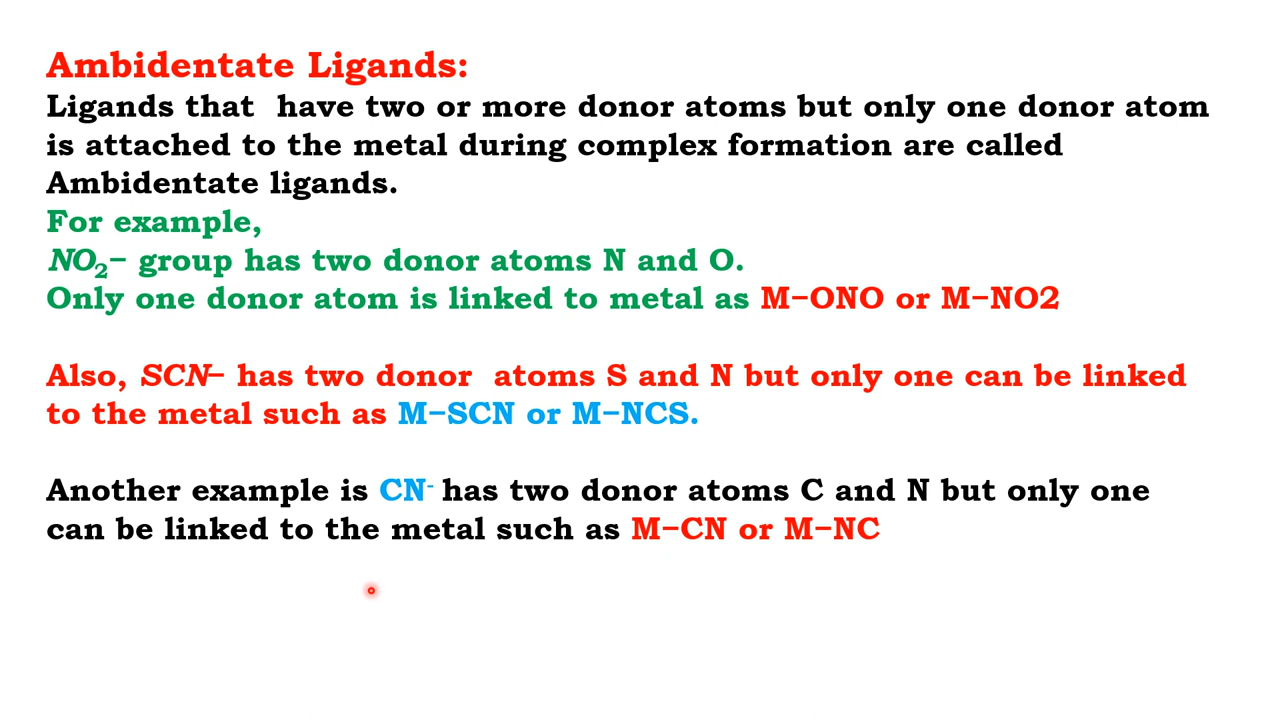 Ambidentate Ligands:
Ligands that  have two or more donor atoms but only one donor atom
is attached to the metal during complex formation are called
Ambidentate ligands.
For example,
NO₂− group has two donor atoms N and O.
Only one donor atom is linked to metal as M−ONO or M−NO2
Also, SCN− has two donor  atoms S and N but only one can be linked
to the metal such as M−SCN or M−NCS.
Another example is CN⁻ has two donor atoms C and N but only one
can be linked to the metal such as M−CN or M−NC